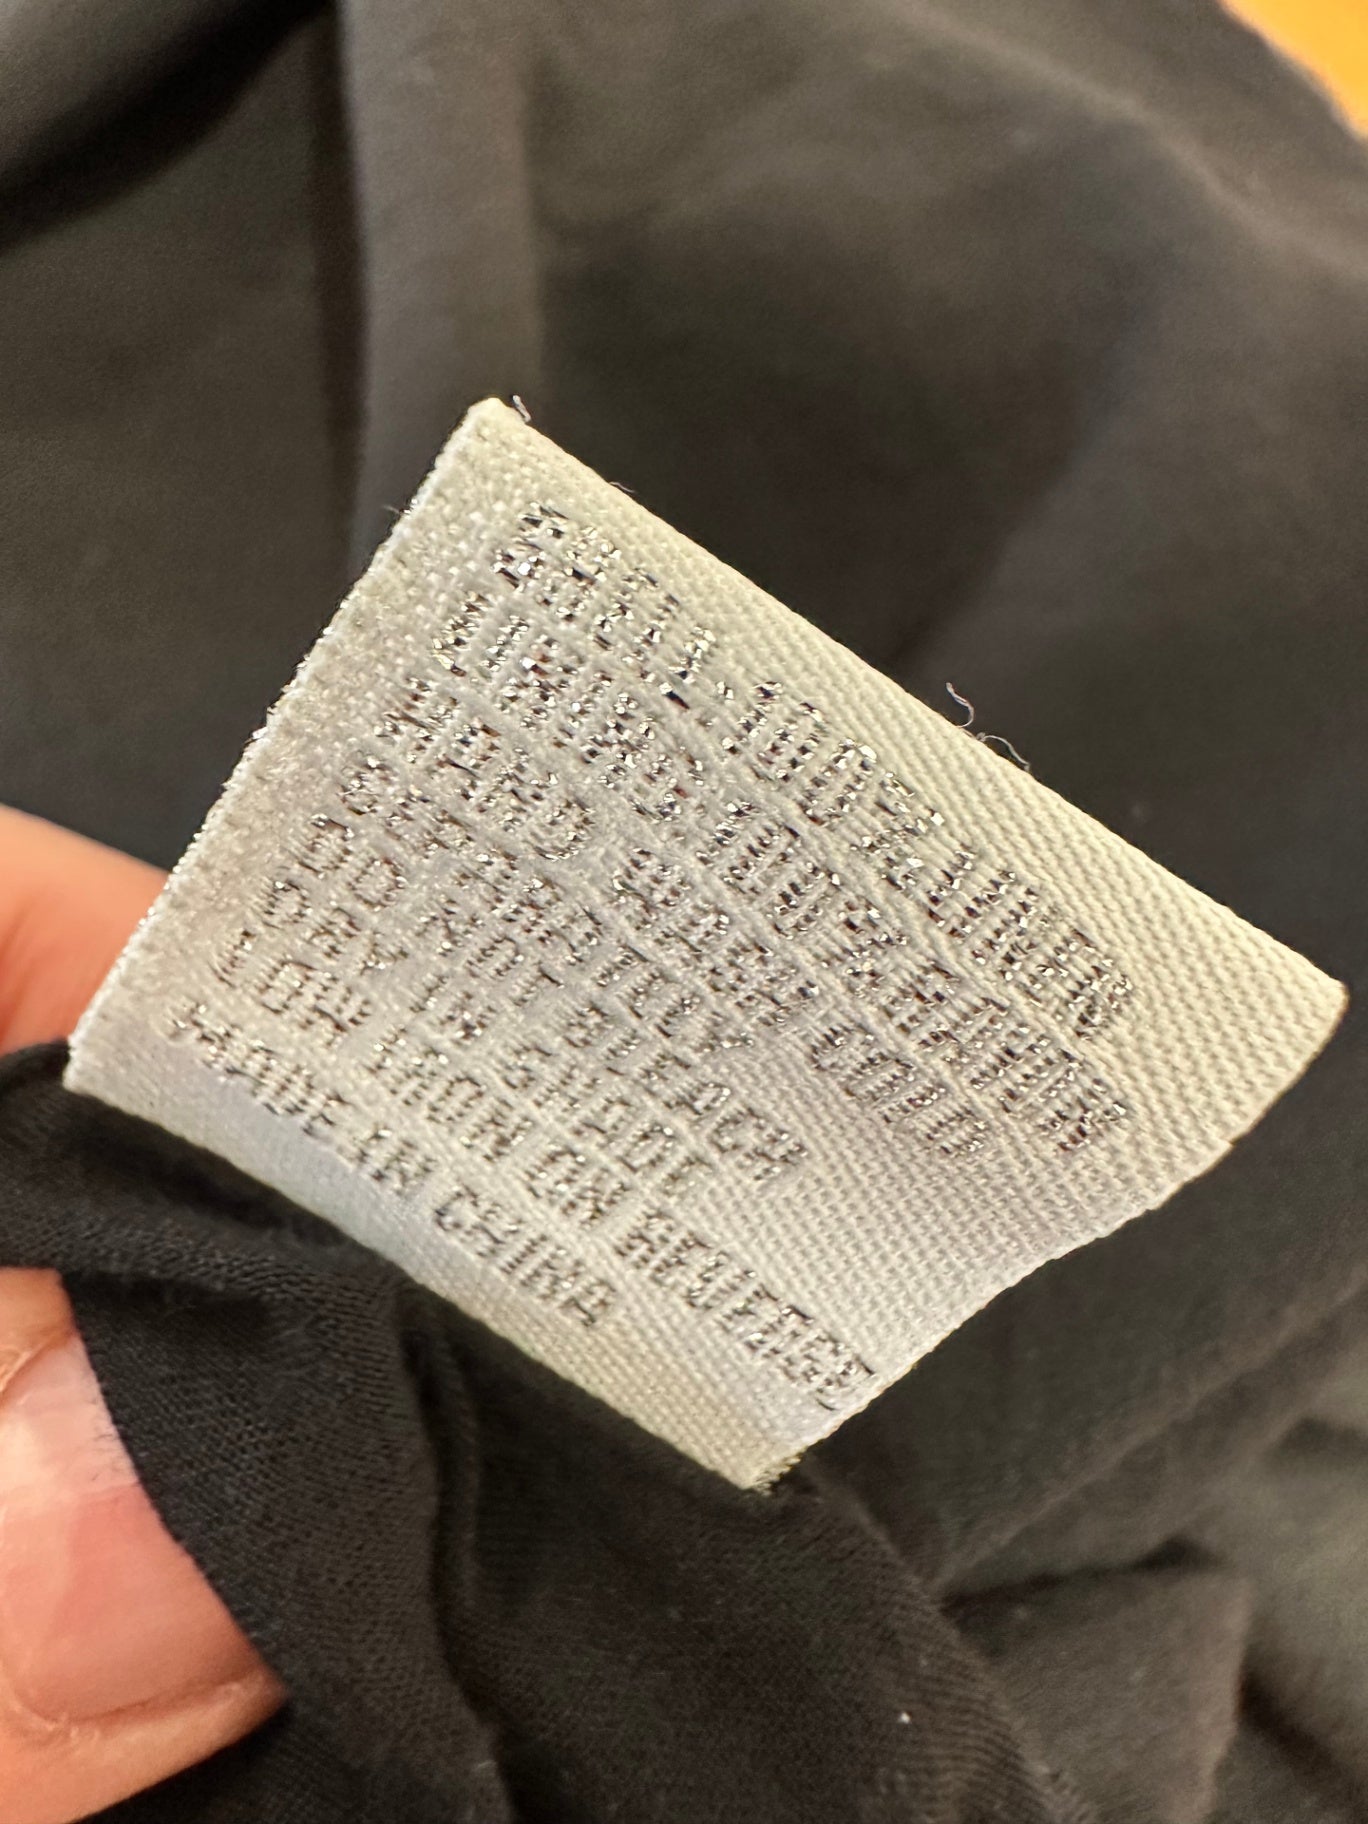 SHELL:100%LINEN
LINING:100%
HAND WASH COLD
SEPARATELY
DO NOT BLEACH
DRY IN SHADE
LOW IRON ON REVERSE
MADE IN CHINA